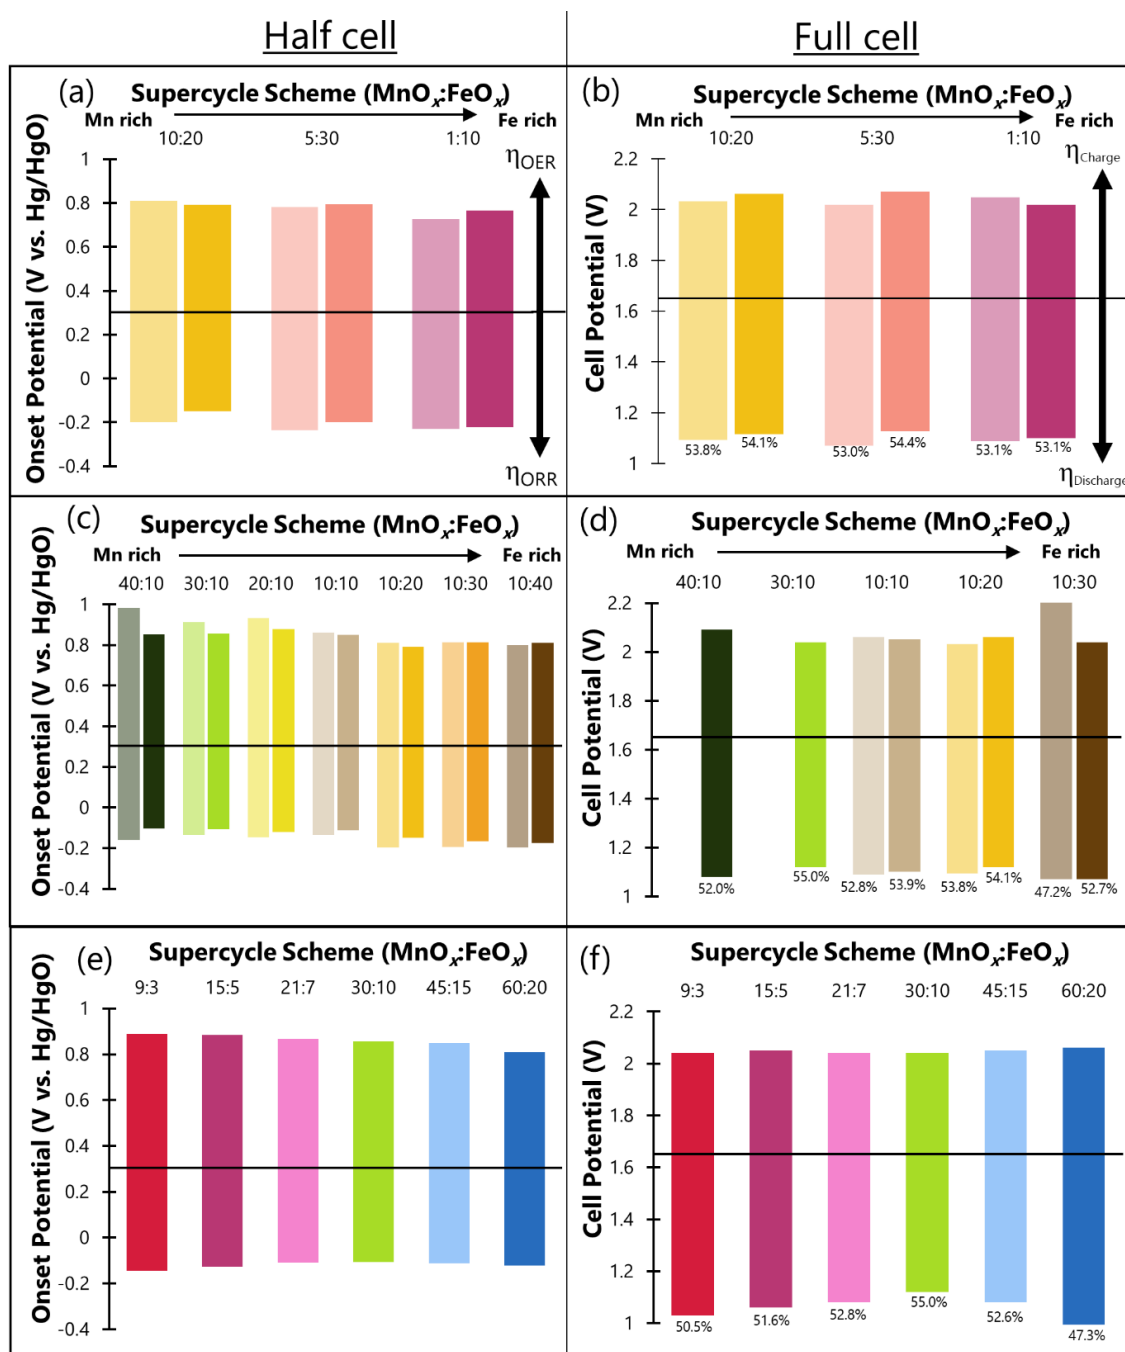 Half cell
Full cell
(a)
Supercycle Scheme (MnOₓ:FeOₓ)
Mn rich
Fe rich
10:20 5:30 1:10
Onset Potential (V vs. Hg/HgO)
1
0.8
0.6
0.4
0.2
0
-0.2
-0.4
ηOER
ηORR
(b)
Supercycle Scheme (MnOₓ:FeOₓ)
Mn rich
Fe rich
10:20 5:30 1:10
Cell Potential (V)
2.2
2
1.8
1.6
1.4
1.2
1
ηCharge
ηDischarge
53.8% 54.1% 53.0% 54.4% 53.1% 53.1%
(c)
Supercycle Scheme (MnOₓ:FeOₓ)
Mn rich
Fe rich
40:10 30:10 20:10 10:10 10:20 10:30 10:40
Onset Potential (V vs. Hg/HgO)
1
0.8
0.6
0.4
0.2
0
-0.2
-0.4
(d)
Supercycle Scheme (MnOₓ:FeOₓ)
Mn rich
Fe rich
40:10 30:10 10:10 10:20 10:30
Cell Potential (V)
2.2
2
1.8
1.6
1.4
1.2
1
52.0% 55.0% 52.8% 53.9% 53.8% 54.1% 47.2% 52.7%
(e)
Supercycle Scheme (MnOₓ:FeOₓ)
9:3 15:5 21:7 30:10 45:15 60:20
Onset Potential (V vs. Hg/HgO)
1
0.8
0.6
0.4
0.2
0
-0.2
-0.4
(f)
Supercycle Scheme (MnOₓ:FeOₓ)
9:3 15:5 21:7 30:10 45:15 60:20
Cell Potential (V)
2.2
2
1.8
1.6
1.4
1.2
1
50.5% 51.6% 52.8% 55.0% 52.6% 47.3%